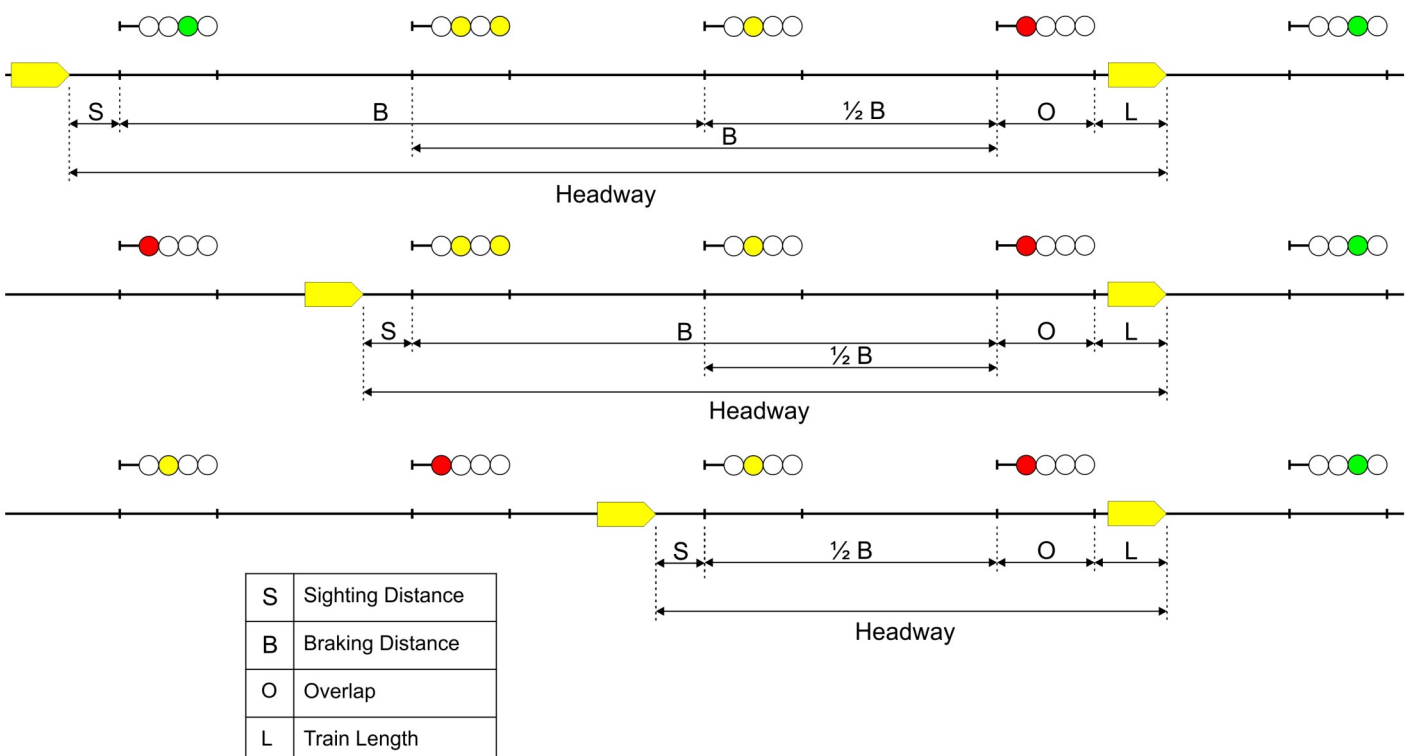 S B ½ B O L
B
Headway
S B O L
½ B
Headway
S ½ B O L
Headway
S Sighting Distance
B Braking Distance
O Overlap
L Train Length